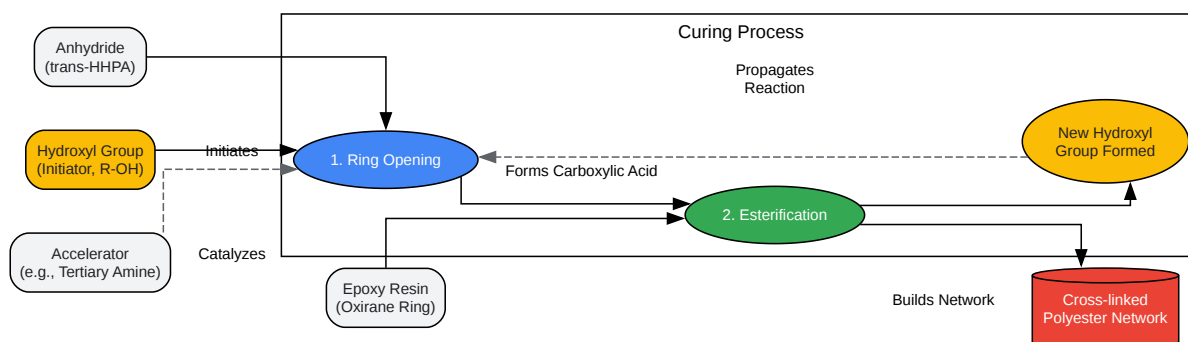 Curing Process
Anhydride
(trans-HHPA)
Propagates
Reaction
Hydroxyl Group
(Initiator, R-OH)
Initiates
1. Ring Opening
New Hydroxyl
Group Formed
Forms Carboxylic Acid
2. Esterification
Accelerator
(e.g., Tertiary Amine)
Catalyzes
Epoxy Resin
(Oxirane Ring)
Builds Network
Cross-linked
Polyester Network